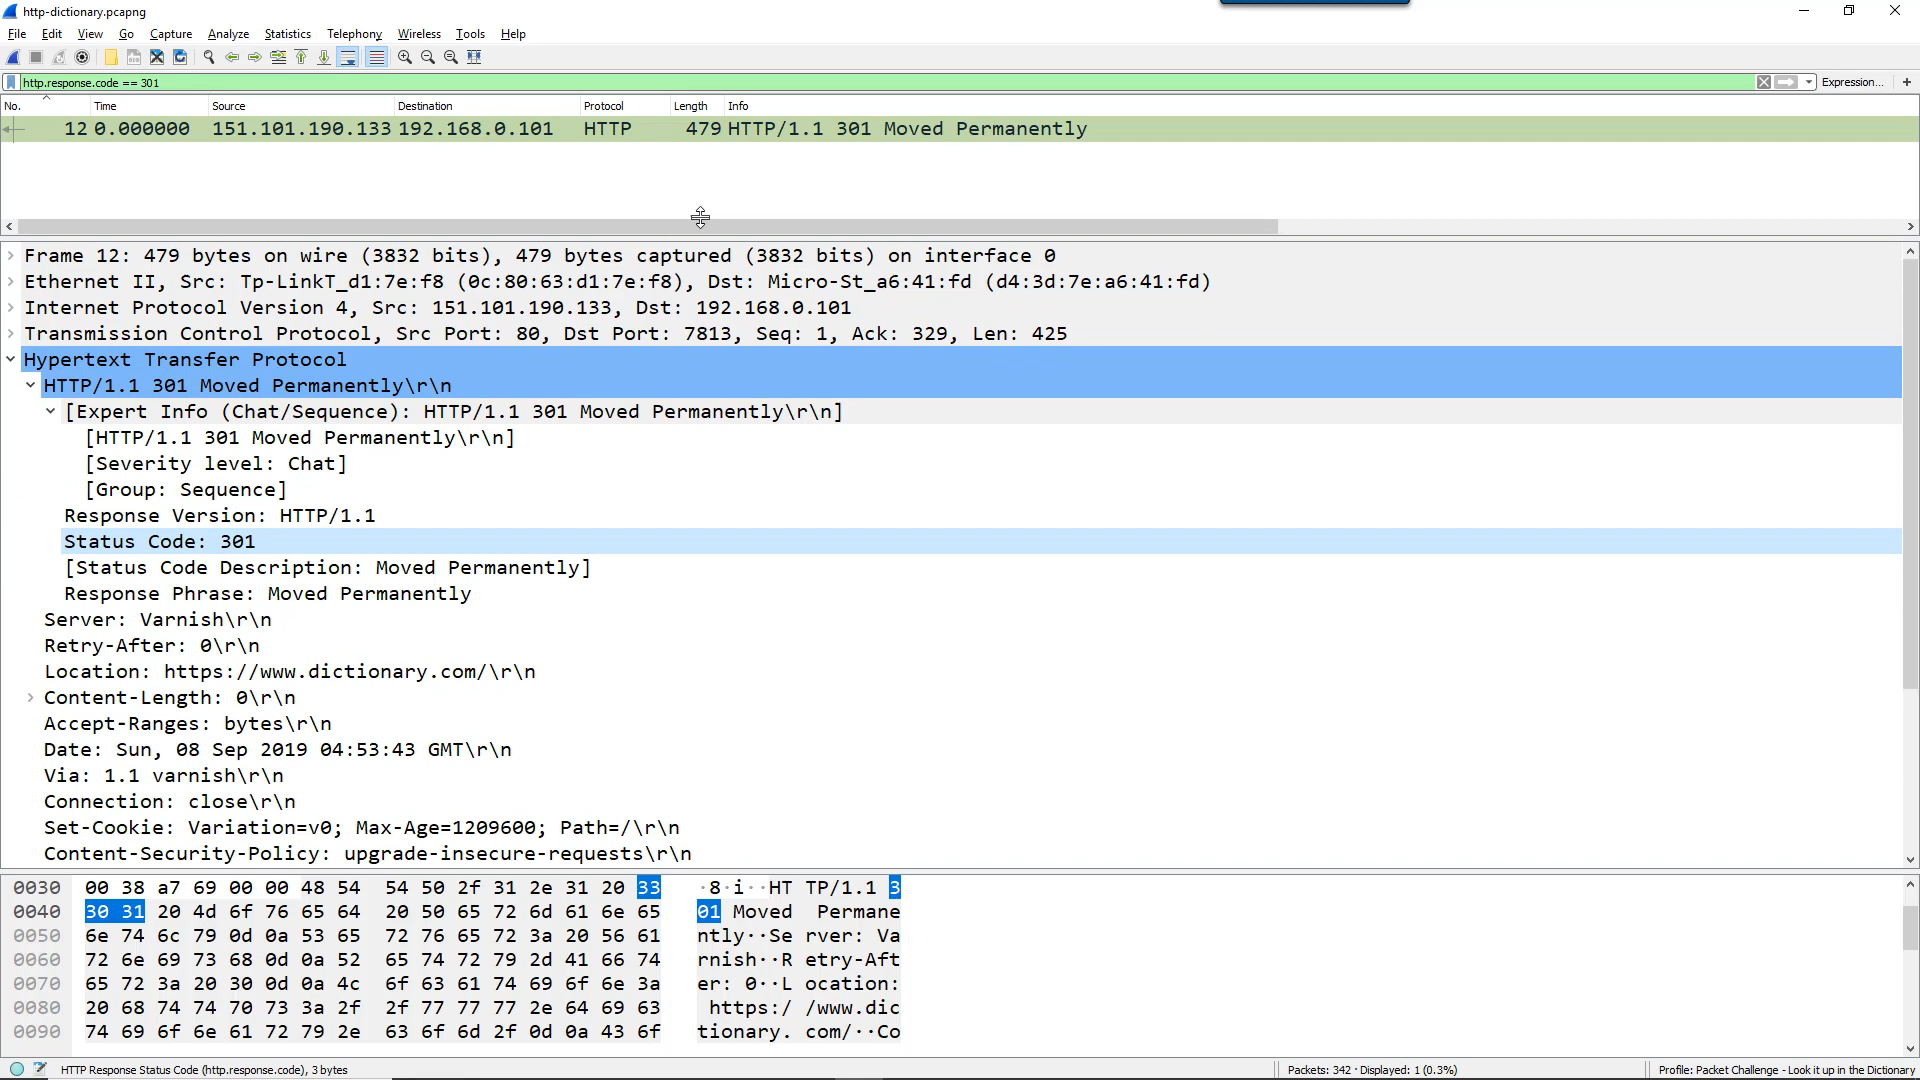 http-dictionary.pcapng
File Edit View Go Capture Analyze Statistics Telephony Wireless Tools Help
http.response.code == 301
Expression...
+
No. Time Source Destination Protocol Length Info
12 0.000000 151.101.190.133 192.168.0.101 HTTP 479 HTTP/1.1 301 Moved Permanently
Frame 12: 479 bytes on wire (3832 bits), 479 bytes captured (3832 bits) on interface 0
Ethernet II, Src: Tp-LinkT_d1:7e:f8 (0c:80:63:d1:7e:f8), Dst: Micro-St_a6:41:fd (d4:3d:7e:a6:41:fd)
Internet Protocol Version 4, Src: 151.101.190.133, Dst: 192.168.0.101
Transmission Control Protocol, Src Port: 80, Dst Port: 7813, Seq: 1, Ack: 329, Len: 425
Hypertext Transfer Protocol
HTTP/1.1 301 Moved Permanently\r\n
[Expert Info (Chat/Sequence): HTTP/1.1 301 Moved Permanently\r\n]
[HTTP/1.1 301 Moved Permanently\r\n]
[Severity level: Chat]
[Group: Sequence]
Response Version: HTTP/1.1
Status Code: 301
[Status Code Description: Moved Permanently]
Response Phrase: Moved Permanently
Server: Varnish\r\n
Retry-After: 0\r\n
Location: https://www.dictionary.com/\r\n
Content-Length: 0\r\n
Accept-Ranges: bytes\r\n
Date: Sun, 08 Sep 2019 04:53:43 GMT\r\n
Via: 1.1 varnish\r\n
Connection: close\r\n
Set-Cookie: Variation=v0; Max-Age=1209600; Path=/\r\n
Content-Security-Policy: upgrade-insecure-requests\r\n
0030 00 38 a7 69 00 00 48 54 54 50 2f 31 2e 31 20 33 ·8·i··HT TP/1.1 3
0040 30 31 20 4d 6f 76 65 64 20 50 65 72 6d 61 6e 65 01 Moved Permane
0050 6e 74 6c 79 0d 0a 53 65 72 76 65 72 3a 20 56 61 ntly··Se rver: Va
0060 72 6e 69 73 68 0d 0a 52 65 74 72 79 2d 41 66 74 rnish··R etry-Aft
0070 65 72 3a 20 30 0d 0a 4c 6f 63 61 74 69 6f 6e 3a er: 0··L ocation:
0080 20 68 74 74 70 73 3a 2f 2f 77 77 77 2e 64 69 63 https:/ /www.dic
0090 74 69 6f 6e 61 72 79 2e 63 6f 6d 2f 0d 0a 43 6f tionary. com/··Co
HTTP Response Status Code (http.response.code), 3 bytes
Packets: 342 · Displayed: 1 (0.3%)
Profile: Packet Challenge - Look it up in the Dictionary